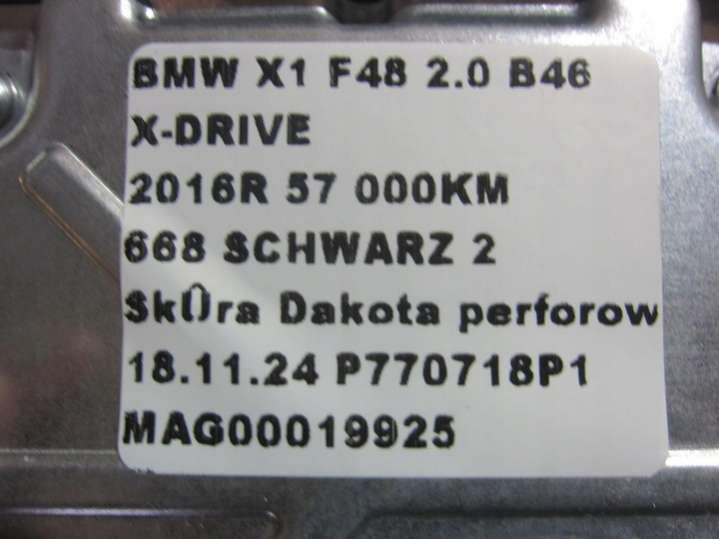 BMW X1 F48 2.0 B46
X-DRIVE
2016R 57 000KM
668 SCHWARZ 2
SkÛra Dakota perforow
18.11.24 P770718P1
MAG00019925